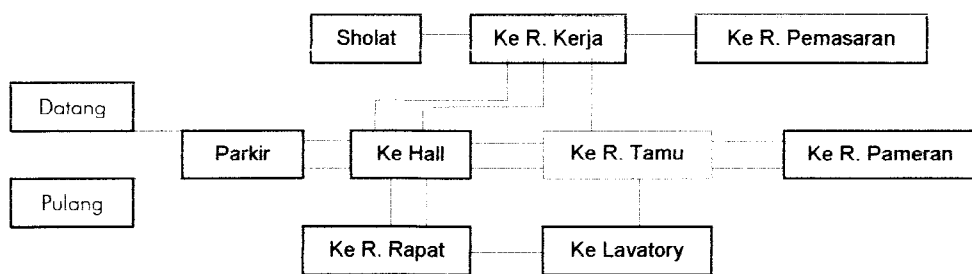 Sholat
Ke R. Kerja
Ke R. Pemasaran
Datang
Parkir
Ke Hall
Ke R. Tamu
Ke R. Pameran
Pulang
Ke R. Rapat
Ke Lavatory